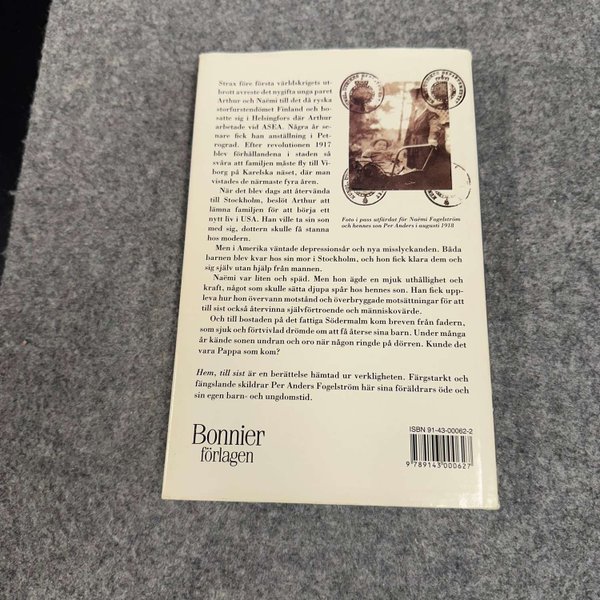 Strax före första världskrigets ut-
brott avreste det nygifta unga paret
Arthur och Naëmi till det då ryska
storfurstendömet Finland och bo-
satte sig i Helsingfors där Arthur
arbetade vid ASEA. Några år se-
nare fick han anställning i Pet-
rograd. Efter revolutionen 1917
blev förhållandena i staden så
svåra att familjen måste fly till Vi-
borg på Karelska näset, där man
vistades de närmaste fyra åren.
När det blev dags att återvända
till Stockholm, beslöt Arthur att
lämna familjen för att börja ett
nytt liv i USA. Han ville ta sin son
med sig, dottern skulle få stanna
hos modern.
Foto i pass utfärdat för Naëmi Fogelström
och hennes son Per Anders i augusti 1918
Men i Amerika väntade depressionsår och nya misslyckanden. Båda
barnen blev kvar hos sin mor i Stockholm, och hon fick klara dem och
sig själv utan hjälp från mannen.
Naëmi var liten och späd. Men hon ägde en mjuk uthållighet och
kraft, något som skulle sätta djupa spår hos hennes son. Han fick upp-
leva hur hon övervann motstånd och överbryggade motsättningar för att
till sist också återvinna självförtroende och människovärde.
Och till bostaden på det fattiga Södermalm kom breven från fadern,
som sjuk och förtvivlad drömde om att få återse sina barn. Under många
år kände sonen undran och oro när någon ringde på dörren. Kunde det
vara Pappa som kom?
Hem, till sist är en berättelse hämtad ur verkligheten. Färgstarkt och
fängslande skildrar Per Anders Fogelström här sina föräldrars öde och
sin egen barn- och ungdomstid.
Bonnier
förlagen
ISBN 91-43-00062-2
9 789143 000627